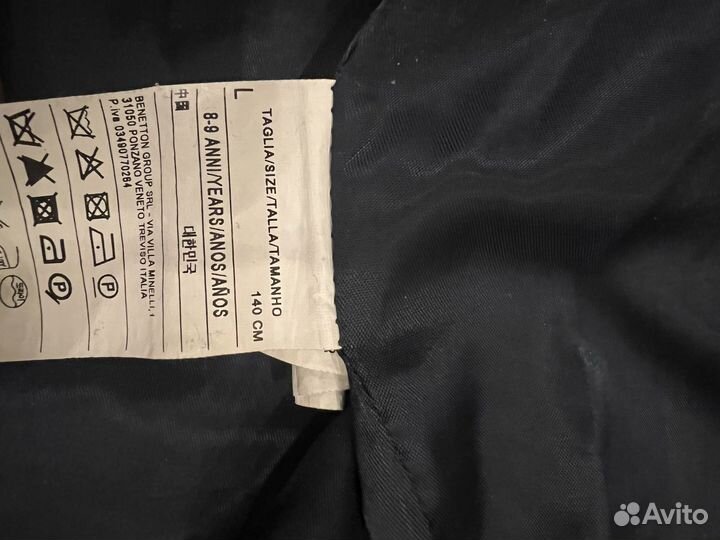 TAGLIA/SIZE/TALLA/TAMANHO
140 CM
L
8-9 ANNI/YEARS/ANOS/AÑOS
中国
대한민국
BENETTON GROUP SRL - VIA VILLA MINELLI, 1
31050 PONZANO VENETO TREVISO ITALIA
P.iva 03490770264
P
Avito